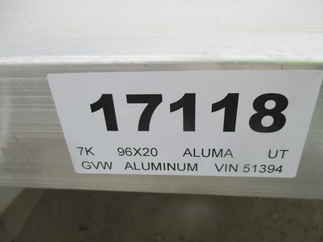 17118
7K 96X20 ALUMA UT
GVW ALUMINUM VIN 51394